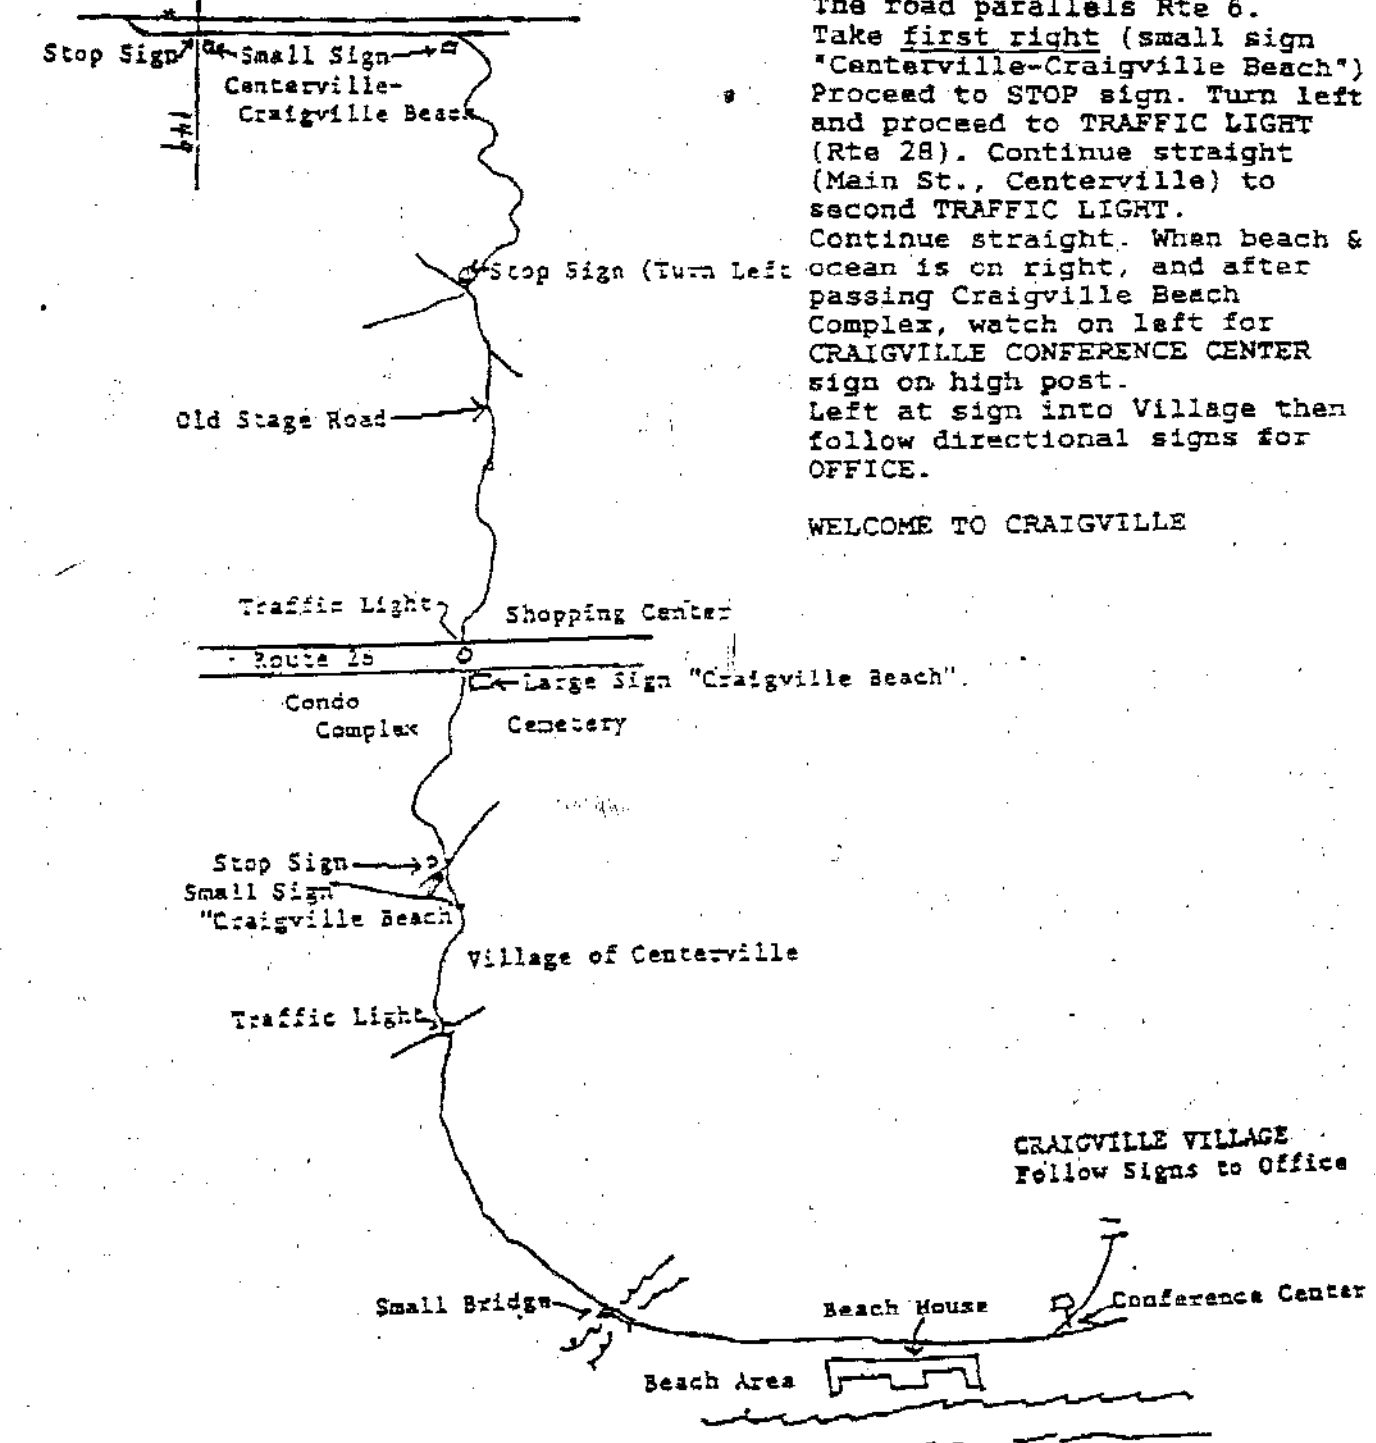 The road parallels Rte 6.
Take first right (small sign
"Centerville-Craigville Beach")
Proceed to STOP sign. Turn left
and proceed to TRAFFIC LIGHT
(Rte 28). Continue straight
(Main St., Centerville) to
second TRAFFIC LIGHT.
Continue straight. When beach &
ocean is on right, and after
passing Craigville Beach
Complex, watch on left for
CRAIGVILLE CONFERENCE CENTER
sign on high post.
Left at sign into Village then
follow directional signs for
OFFICE.
WELCOME TO CRAIGVILLE
Stop Sign
Small Sign
Centerville-
Craigville Beach
Stop Sign (Turn Left
Old Stage Road
Traffic Light
Shopping Center
Route 28
Large Sign "Craigville Beach".
Condo
Complex
Cemetery
Stop Sign
Small Sign
"Craigville Beach
Village of Centerville
Traffic Light
CRAIGVILLE VILLAGE
Follow Signs to Office
Small Bridge
Beach House
Conference Center
Beach Area